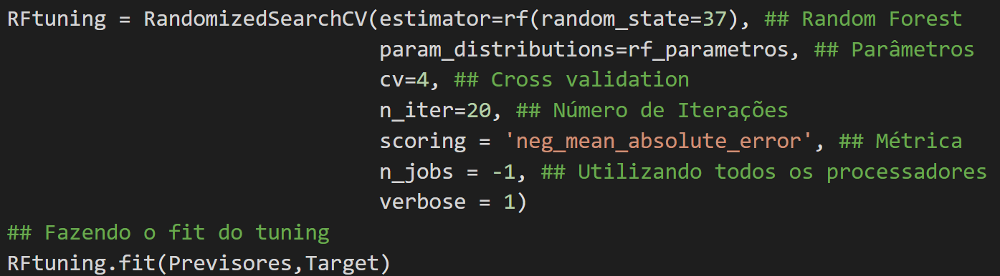 RFtuning = RandomizedSearchCV(estimator=rf(random_state=37), ## Random Forest
param_distributions=rf_parametros, ## Parâmetros
cv=4, ## Cross validation
n_iter=20, ## Número de Iterações
scoring = 'neg_mean_absolute_error', ## Métrica
n_jobs = -1, ## Utilizando todos os processadores
verbose = 1)
## Fazendo o fit do tuning
RFtuning.fit(Previsores,Target)